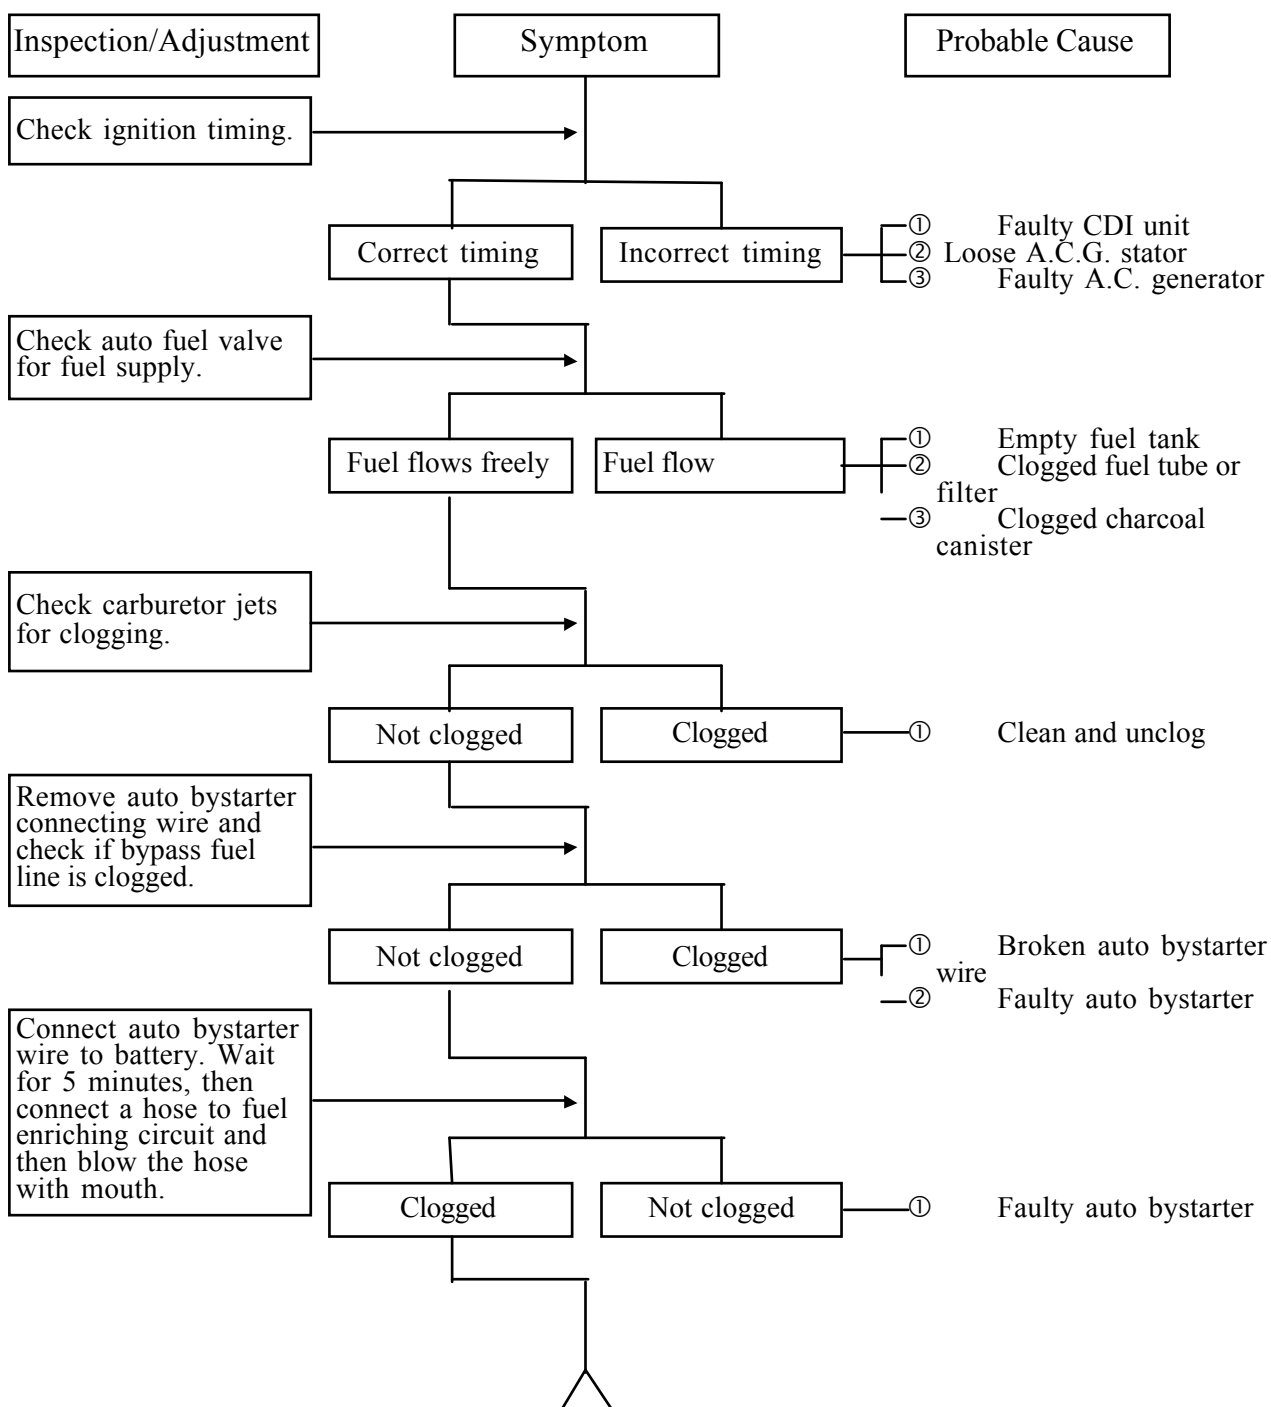 Inspection/Adjustment
Symptom
Probable Cause
Check ignition timing.
Correct timing
Incorrect timing
① Faulty CDI unit
② Loose A.C.G. stator
③ Faulty A.C. generator
Check auto fuel valve
for fuel supply.
Fuel flows freely
Fuel flow
① Empty fuel tank
② Clogged fuel tube or
filter
③ Clogged charcoal
canister
Check carburetor jets
for clogging.
Not clogged
Clogged
① Clean and unclog
Remove auto bystarter
connecting wire and
check if bypass fuel
line is clogged.
Not clogged
Clogged
① Broken auto bystarter
wire
② Faulty auto bystarter
Connect auto bystarter
wire to battery. Wait
for 5 minutes, then
connect a hose to fuel
enriching circuit and
then blow the hose
with mouth.
Clogged
Not clogged
① Faulty auto bystarter